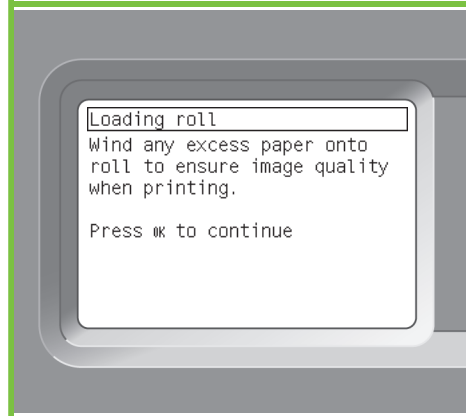 Loading roll
Wind any excess paper onto
roll to ensure image quality
when printing.
Press OK to continue